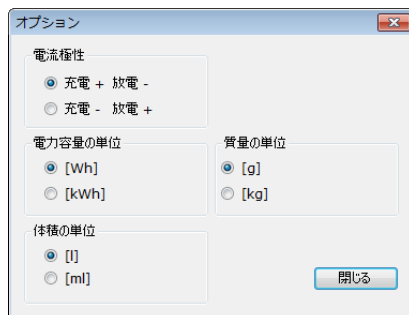 オプション
電流極性
充電 + 放電 -
充電 - 放電 +
電力容量の単位
[Wh]
[kWh]
質量の単位
[g]
[kg]
体積の単位
[l]
[ml]
閉じる